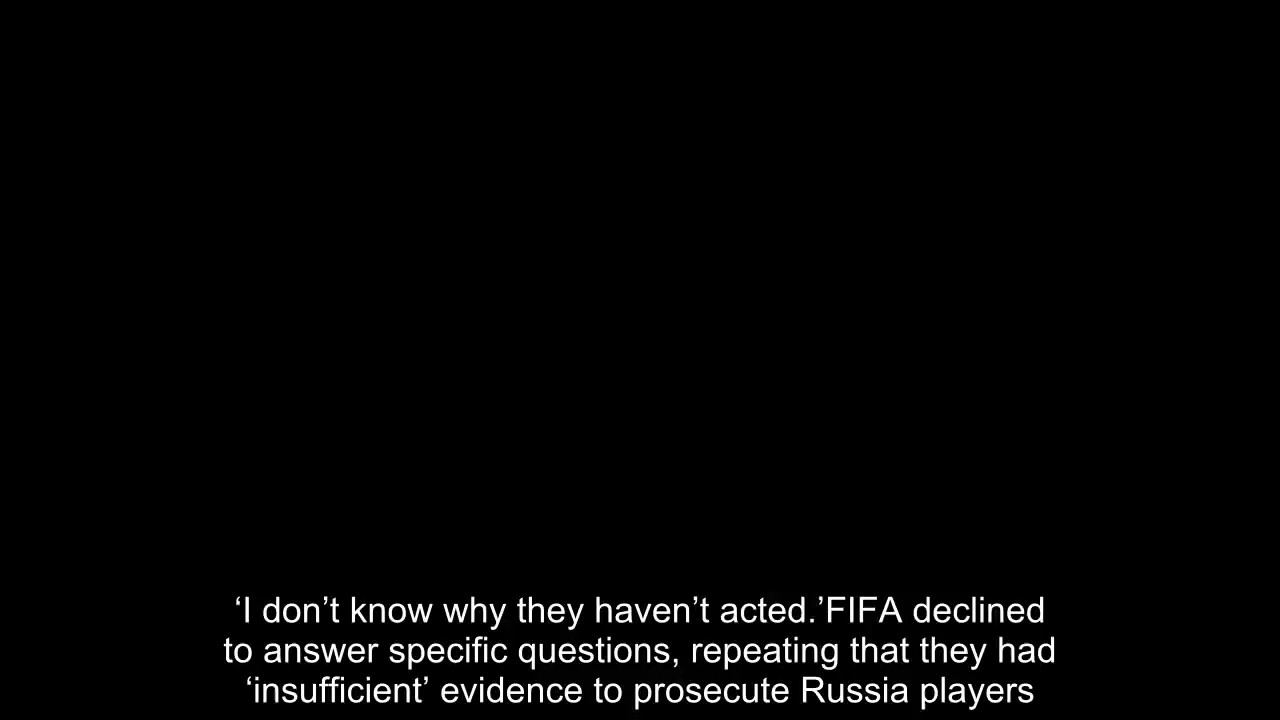 ‘I don’t know why they haven’t acted.’FIFA declined
to answer specific questions, repeating that they had
‘insufficient’ evidence to prosecute Russia players